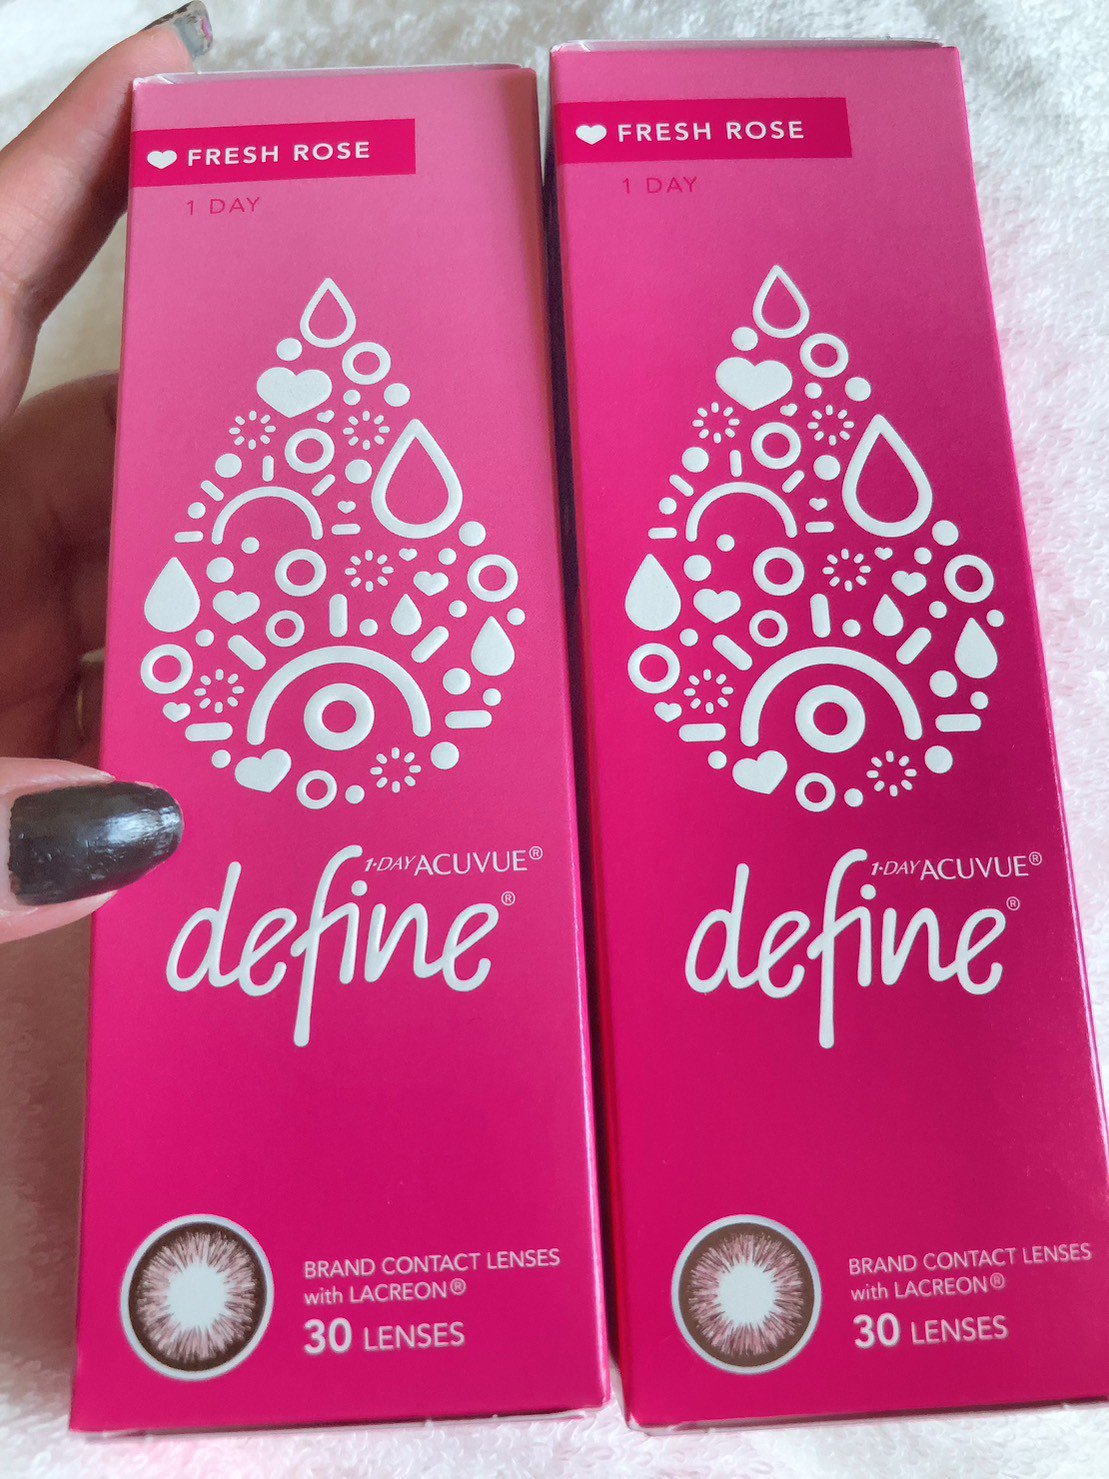 FRESH ROSE
1 DAY
1·DAY ACUVUE®
define®
BRAND CONTACT LENSES
with LACREON®
30 LENSES
FRESH ROSE
1 DAY
1·DAY ACUVUE®
define®
BRAND CONTACT LENSES
with LACREON®
30 LENSES